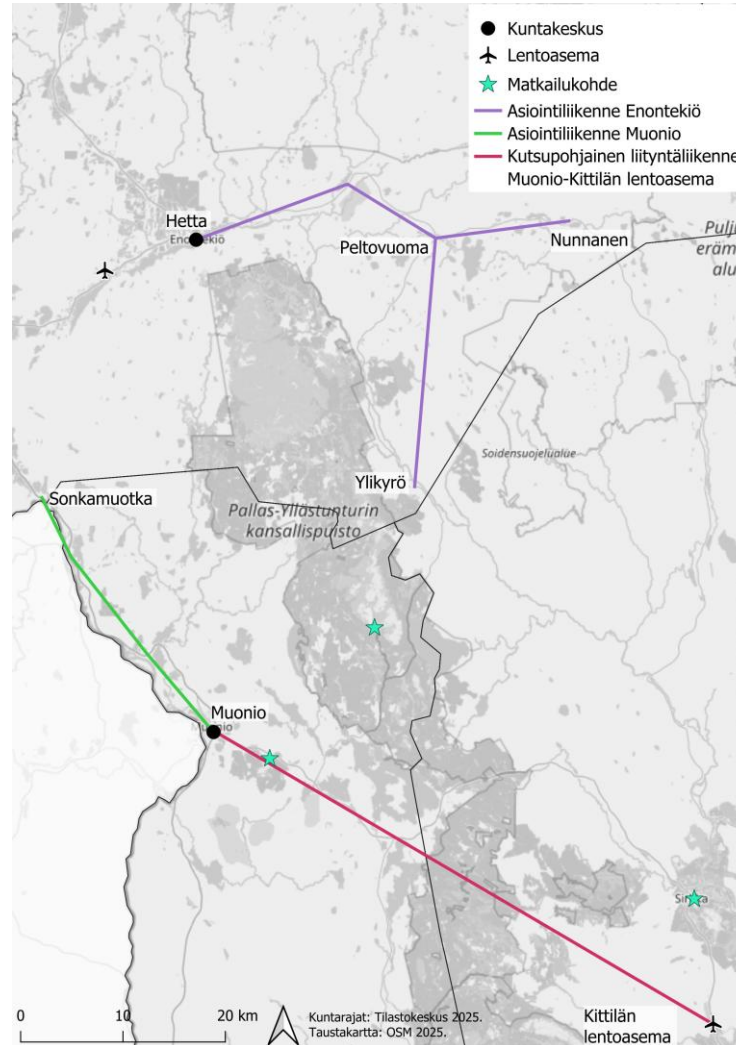 Kuntakeskus
Lentoasema
Matkailukohde
Asiointiliikenne Enontekiö
Asiointiliikenne Muonio
Kutsupohjainen liityntäliikenne
Muonio-Kittilän lentoasema
Hetta
Peltovuoma
Nunnanen
Ylikyrö
Soidensuojelualue
Sonkamuotka
Pallas-Yllästunturin
kansallispuisto
Muonio
Kittilän
lentoasema
0
20 km
Kuntarajat: Tilastokeskus 2025.
Taustakartta: OSM 2025.